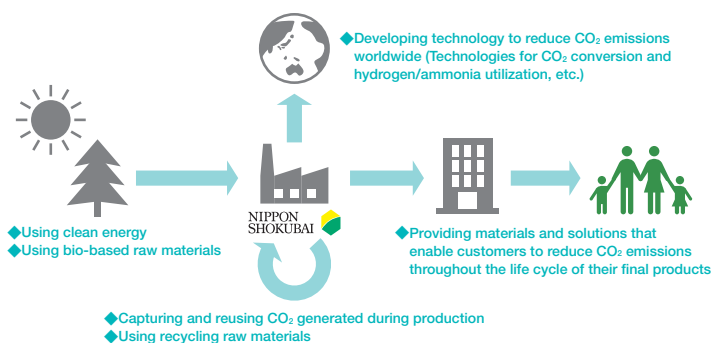 ◆Developing technology to reduce CO₂ emissions
worldwide (Technologies for CO₂ conversion and
hydrogen/ammonia utilization, etc.)
NIPPON
SHOKUBAI
◆Using clean energy
◆Using bio-based raw materials
◆Providing materials and solutions that
enable customers to reduce CO₂ emissions
throughout the life cycle of their final products
◆Capturing and reusing CO₂ generated during production
◆Using recycling raw materials